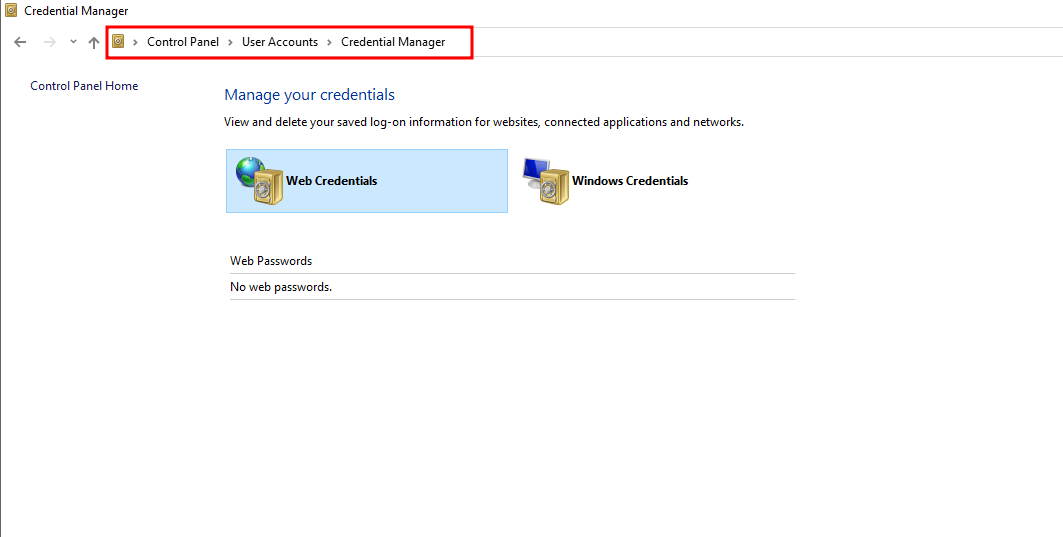 Credential Manager
Control Panel > User Accounts > Credential Manager
Control Panel Home
Manage your credentials
View and delete your saved log-on information for websites, connected applications and networks.
Web Credentials
Windows Credentials
Web Passwords
No web passwords.